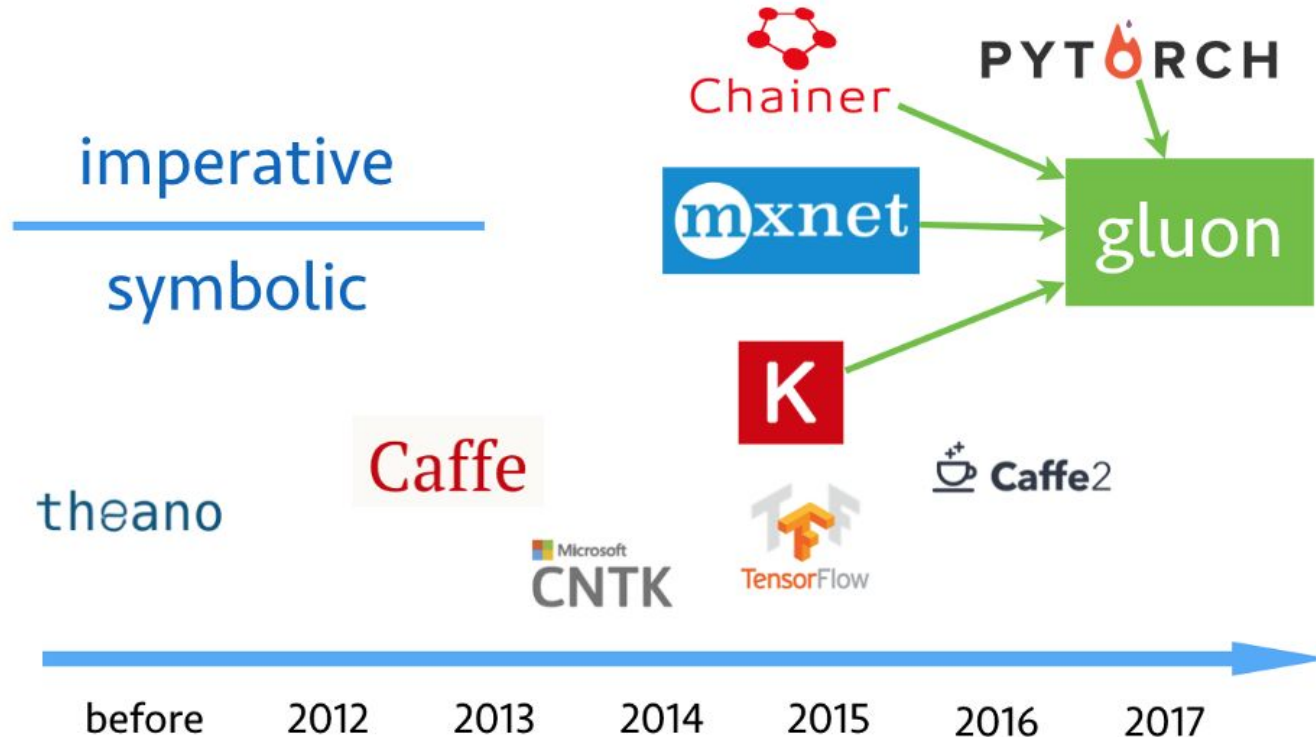 Chainer
PYTORCH
imperative
mxnet
gluon
symbolic
K
Caffe
Caffe2
theano
Microsoft
CNTK
TensorFlow
before 2012 2013 2014 2015 2016 2017